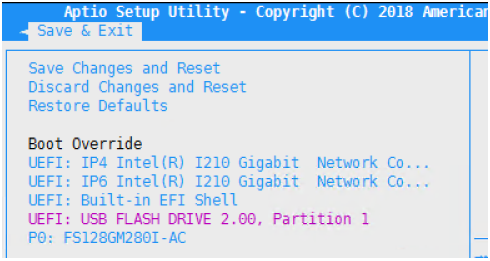 Aptio Setup Utility - Copyright (C) 2018 American
Save & Exit
Save Changes and Reset
Discard Changes and Reset
Restore Defaults
Boot Override
UEFI: IP4 Intel(R) I210 Gigabit  Network Co...
UEFI: IP6 Intel(R) I210 Gigabit  Network Co...
UEFI: Built-in EFI Shell
UEFI: USB FLASH DRIVE 2.00, Partition 1
P0: FS128GM280I-AC